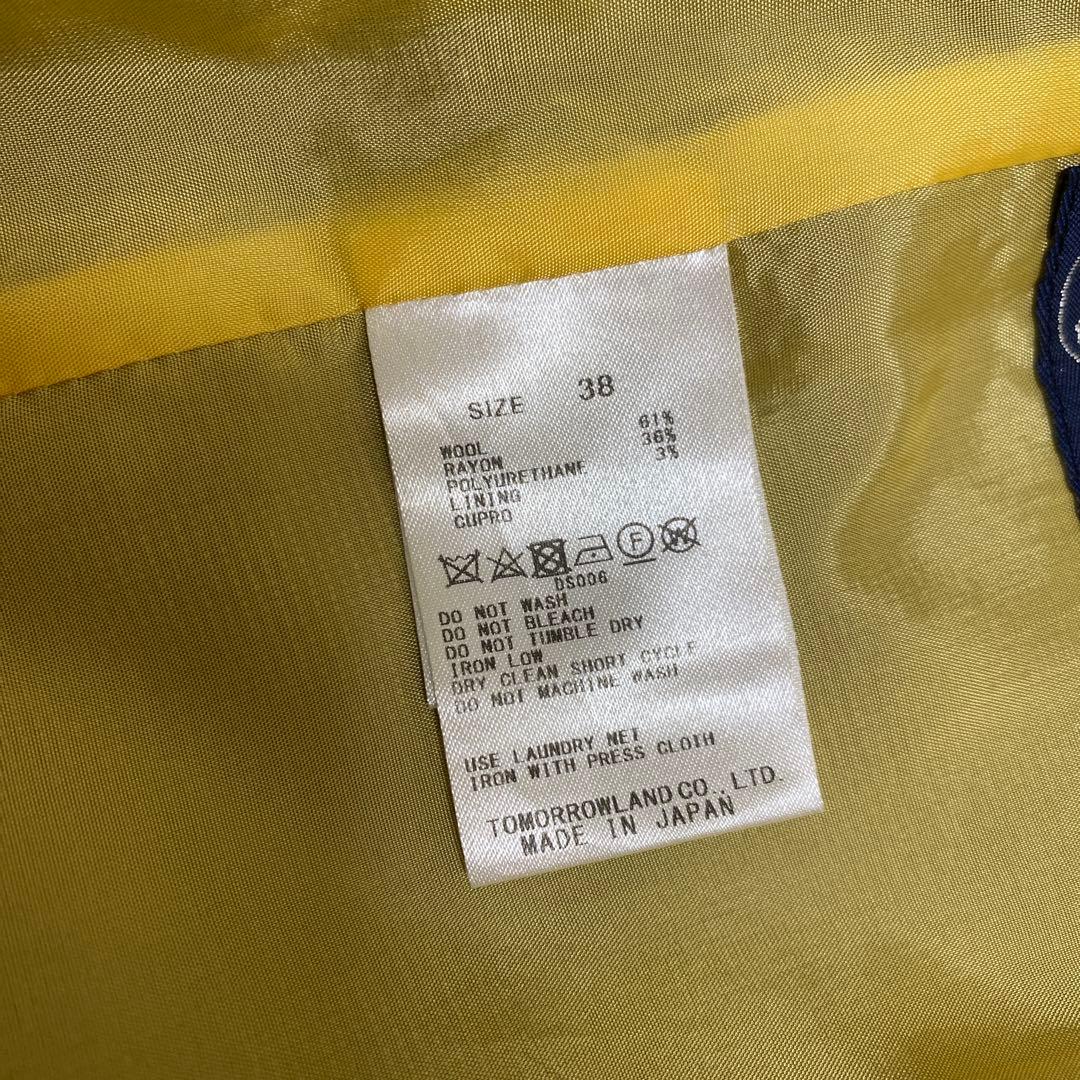 SIZE 38
WOOL 61%
RAYON 36%
POLYURETHANE 3%
LINING
CUPRO
F W
DS006
DO NOT WASH
DO NOT BLEACH
DO NOT TUMBLE DRY
IRON LOW
DRY CLEAN SHORT CYCLE
DO NOT MACHINE WASH
USE LAUNDRY NET
IRON WITH PRESS CLOTH
TOMORROWLAND CO., LTD.
MADE IN JAPAN